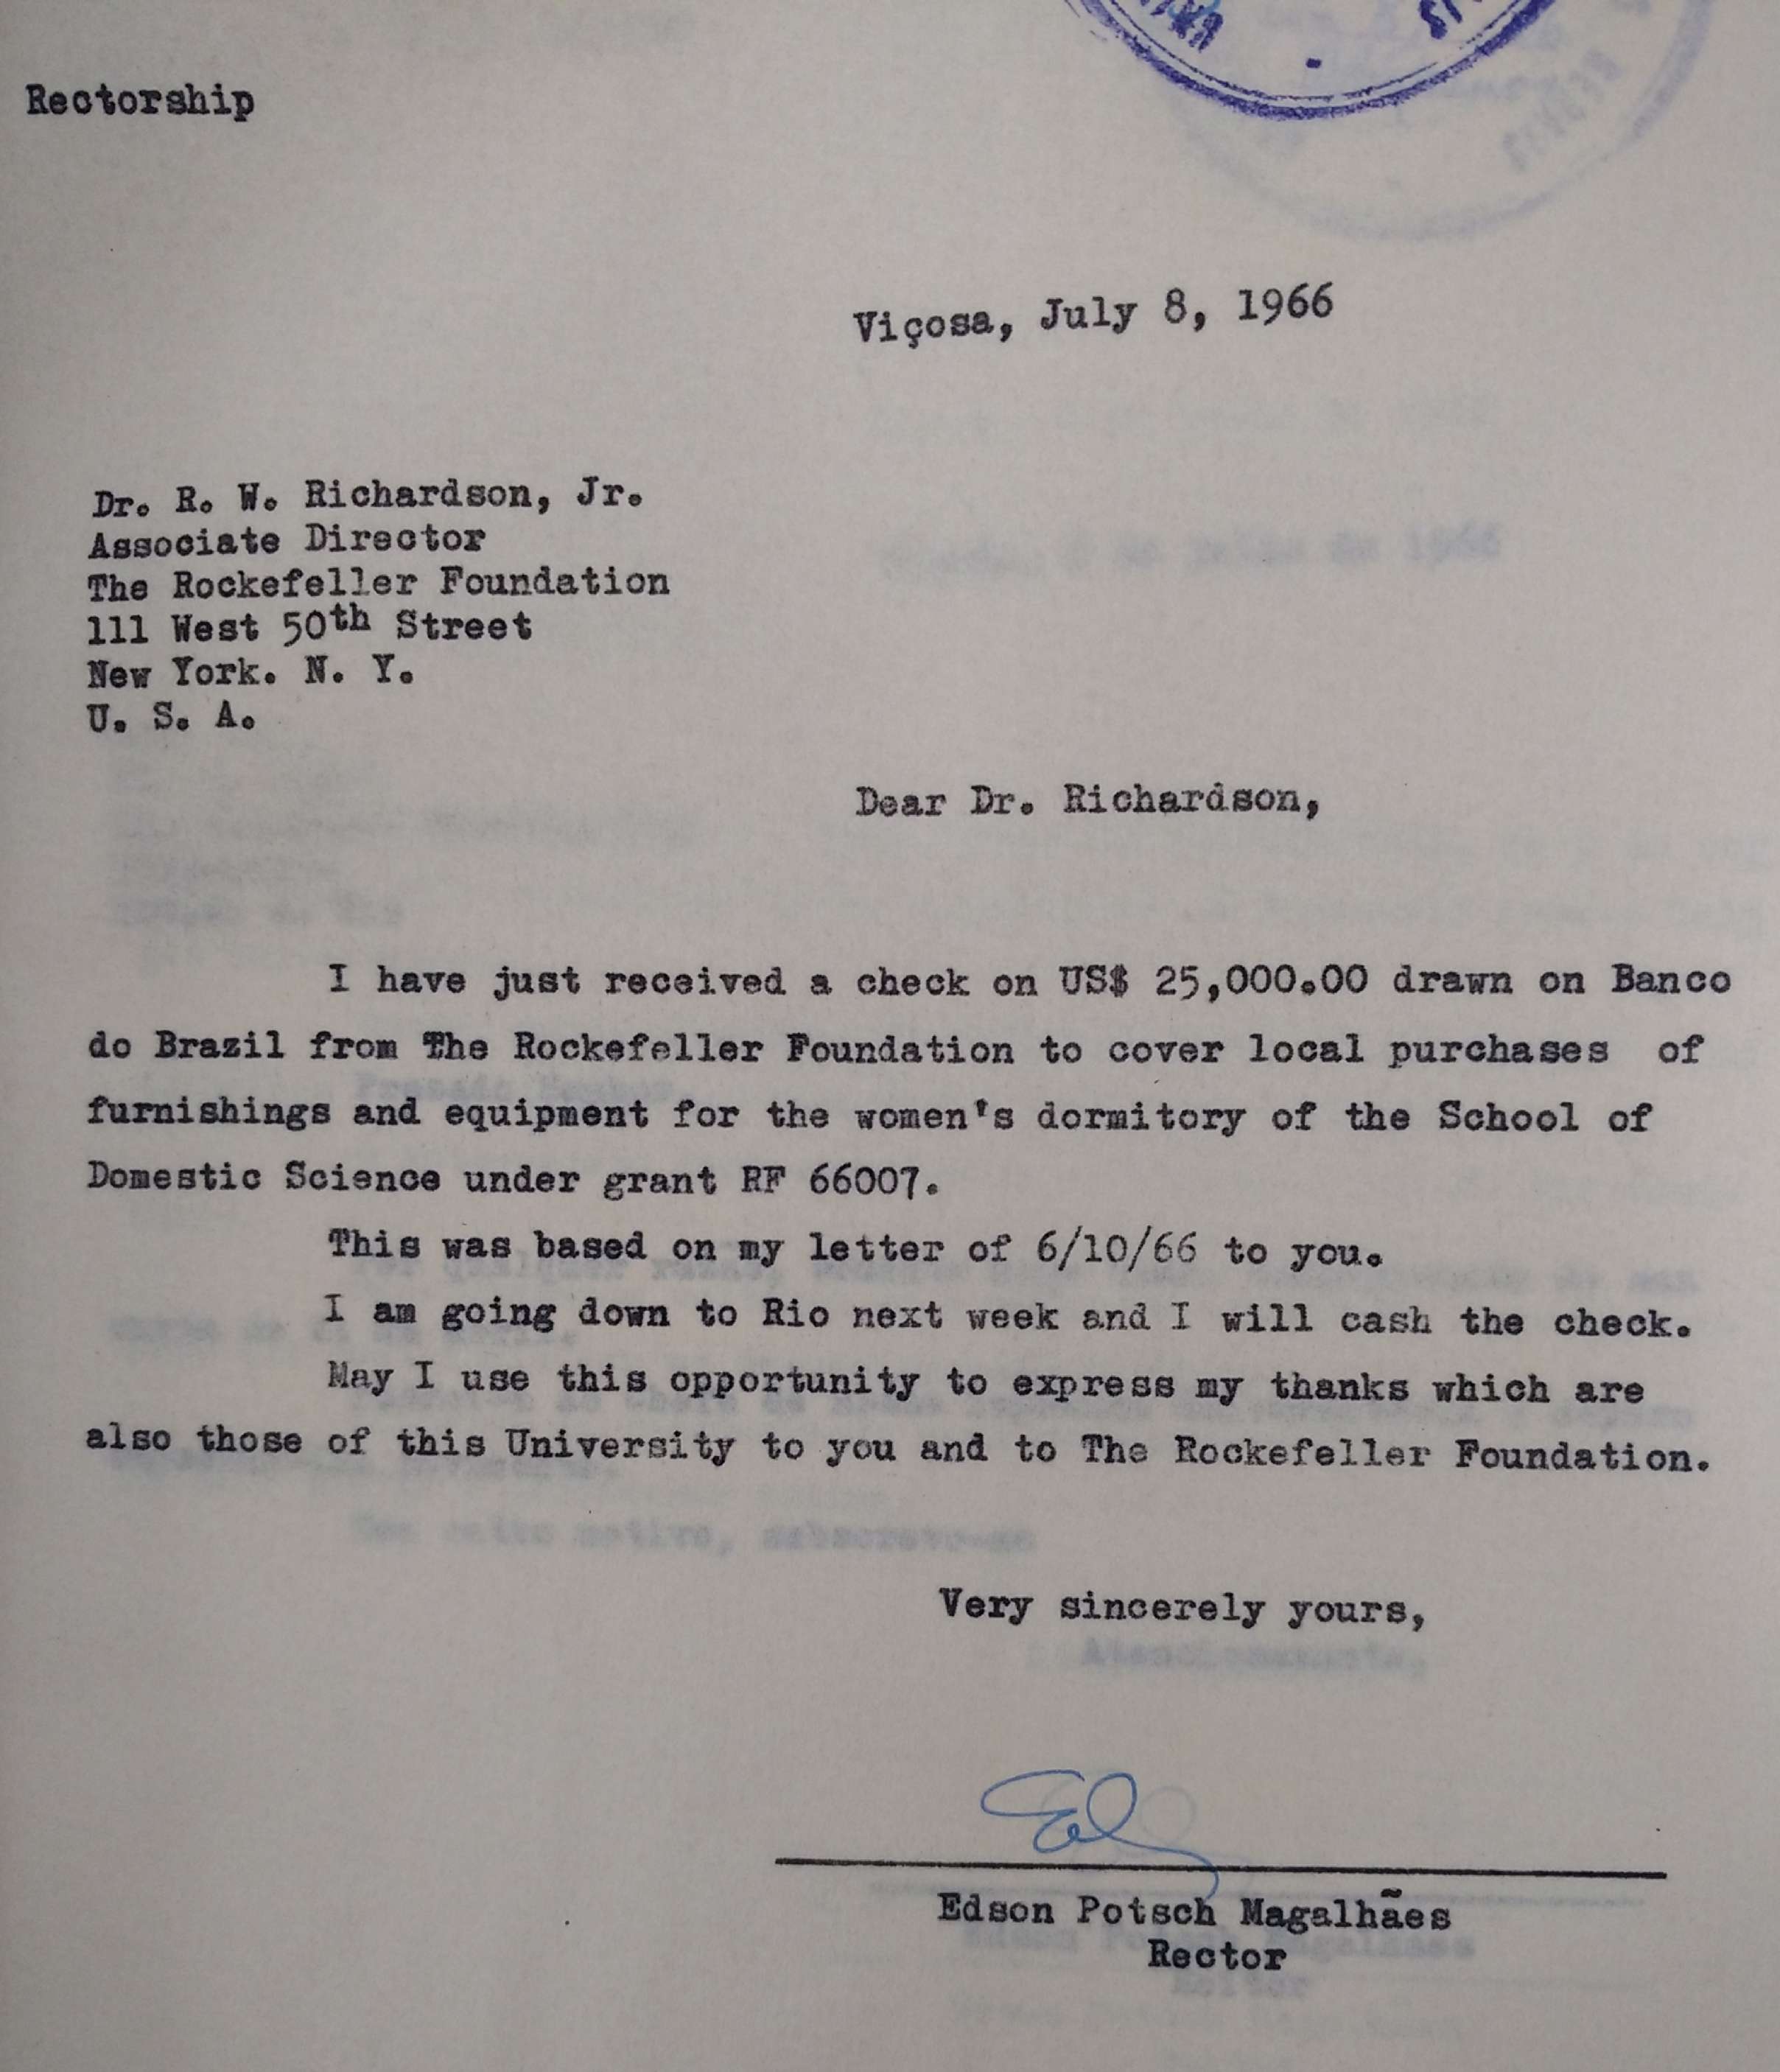 Rectorship
Viçosa, July 8, 1966
Dr. R. W. Richardson, Jr.
Associate Director
The Rockefeller Foundation
111 West 50th Street
New York. N. Y.
U. S. A.
Dear Dr. Richardson,
I have just received a check on US$ 25,000.00 drawn on Banco
do Brazil from The Rockefeller Foundation to cover local purchases of
furnishings and equipment for the women's dormitory of the School of
Domestic Science under grant RF 66007.
This was based on my letter of 6/10/66 to you.
I am going down to Rio next week and I will cash the check.
May I use this opportunity to express my thanks which are
also those of this University to you and to The Rockefeller Foundation.
Very sincerely yours,
Edson Potsch Magalhães
Rector